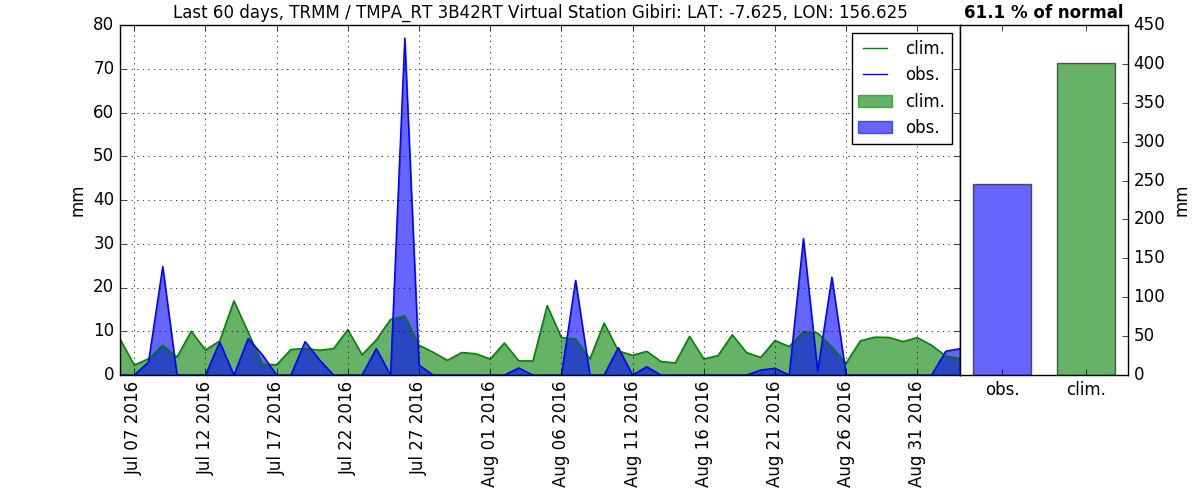 Last 60 days, TRMM / TMPA_RT 3B42RT Virtual Station Gibiri: LAT: -7.625, LON: 156.625
61.1 % of normal
80
70
60
50
40
30
20
10
0
mm
clim.
obs.
clim.
obs.
Jul 07 2016
Jul 12 2016
Jul 17 2016
Jul 22 2016
Jul 27 2016
Aug 01 2016
Aug 06 2016
Aug 11 2016
Aug 16 2016
Aug 21 2016
Aug 26 2016
Aug 31 2016
450
400
350
300
250
200
150
100
50
0
mm
obs.
clim.